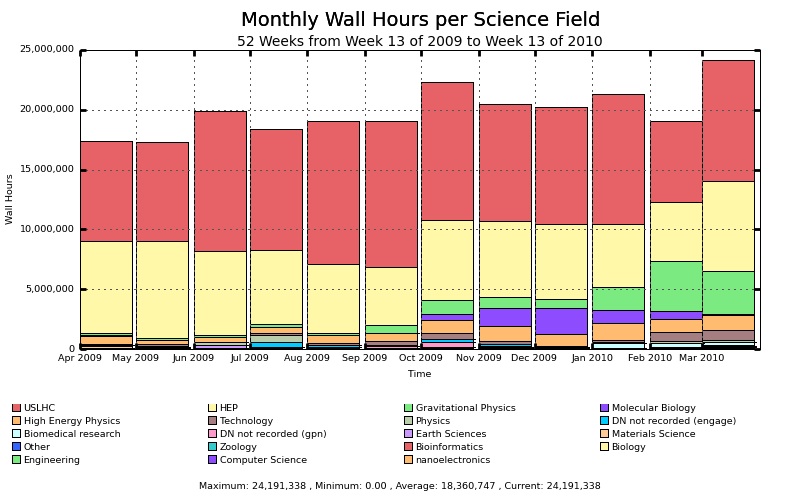 Monthly Wall Hours per Science Field
52 Weeks from Week 13 of 2009 to Week 13 of 2010
25,000,000
20,000,000
15,000,000
10,000,000
5,000,000
0
Wall Hours
Apr 2009 May 2009 Jun 2009 Jul 2009 Aug 2009 Sep 2009 Oct 2009 Nov 2009 Dec 2009 Jan 2010 Feb 2010 Mar 2010
Time
USLHC HEP Gravitational Physics Molecular Biology
High Energy Physics Technology Physics DN not recorded (engage)
Biomedical research DN not recorded (gpn) Earth Sciences Materials Science
Other Zoology Bioinformatics Biology
Engineering Computer Science nanoelectronics
Maximum: 24,191,338 , Minimum: 0.00 , Average: 18,360,747 , Current: 24,191,338